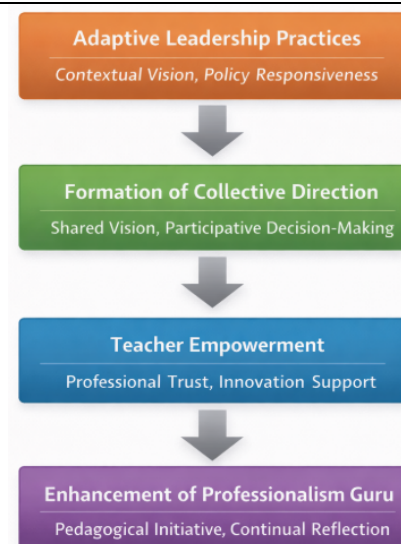 Adaptive Leadership Practices
Contextual Vision, Policy Responsiveness
Formation of Collective Direction
Shared Vision, Participative Decision-Making
Teacher Empowerment
Professional Trust, Innovation Support
Enhancement of Professionalism Guru
Pedagogical Initiative, Continual Reflection